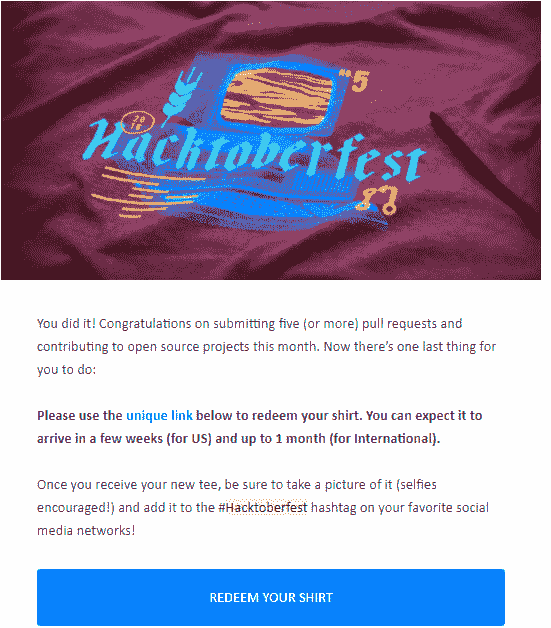 "'5
20
18
Hacktoberfest
You did it! Congratulations on submitting five (or more) pull requests and
contributing to open source projects this month. Now there's one last thing for
you to do:
Please use the unique link below to redeem your shirt. You can expect it to
arrive in a few weeks (for US) and up to 1 month (for International).
Once you receive your new tee, be sure to take a picture of it (selfies
encouraged!) and add it to the #Hacktoberfest hashtag on your favorite social
media networks!
REDEEM YOUR SHIRT